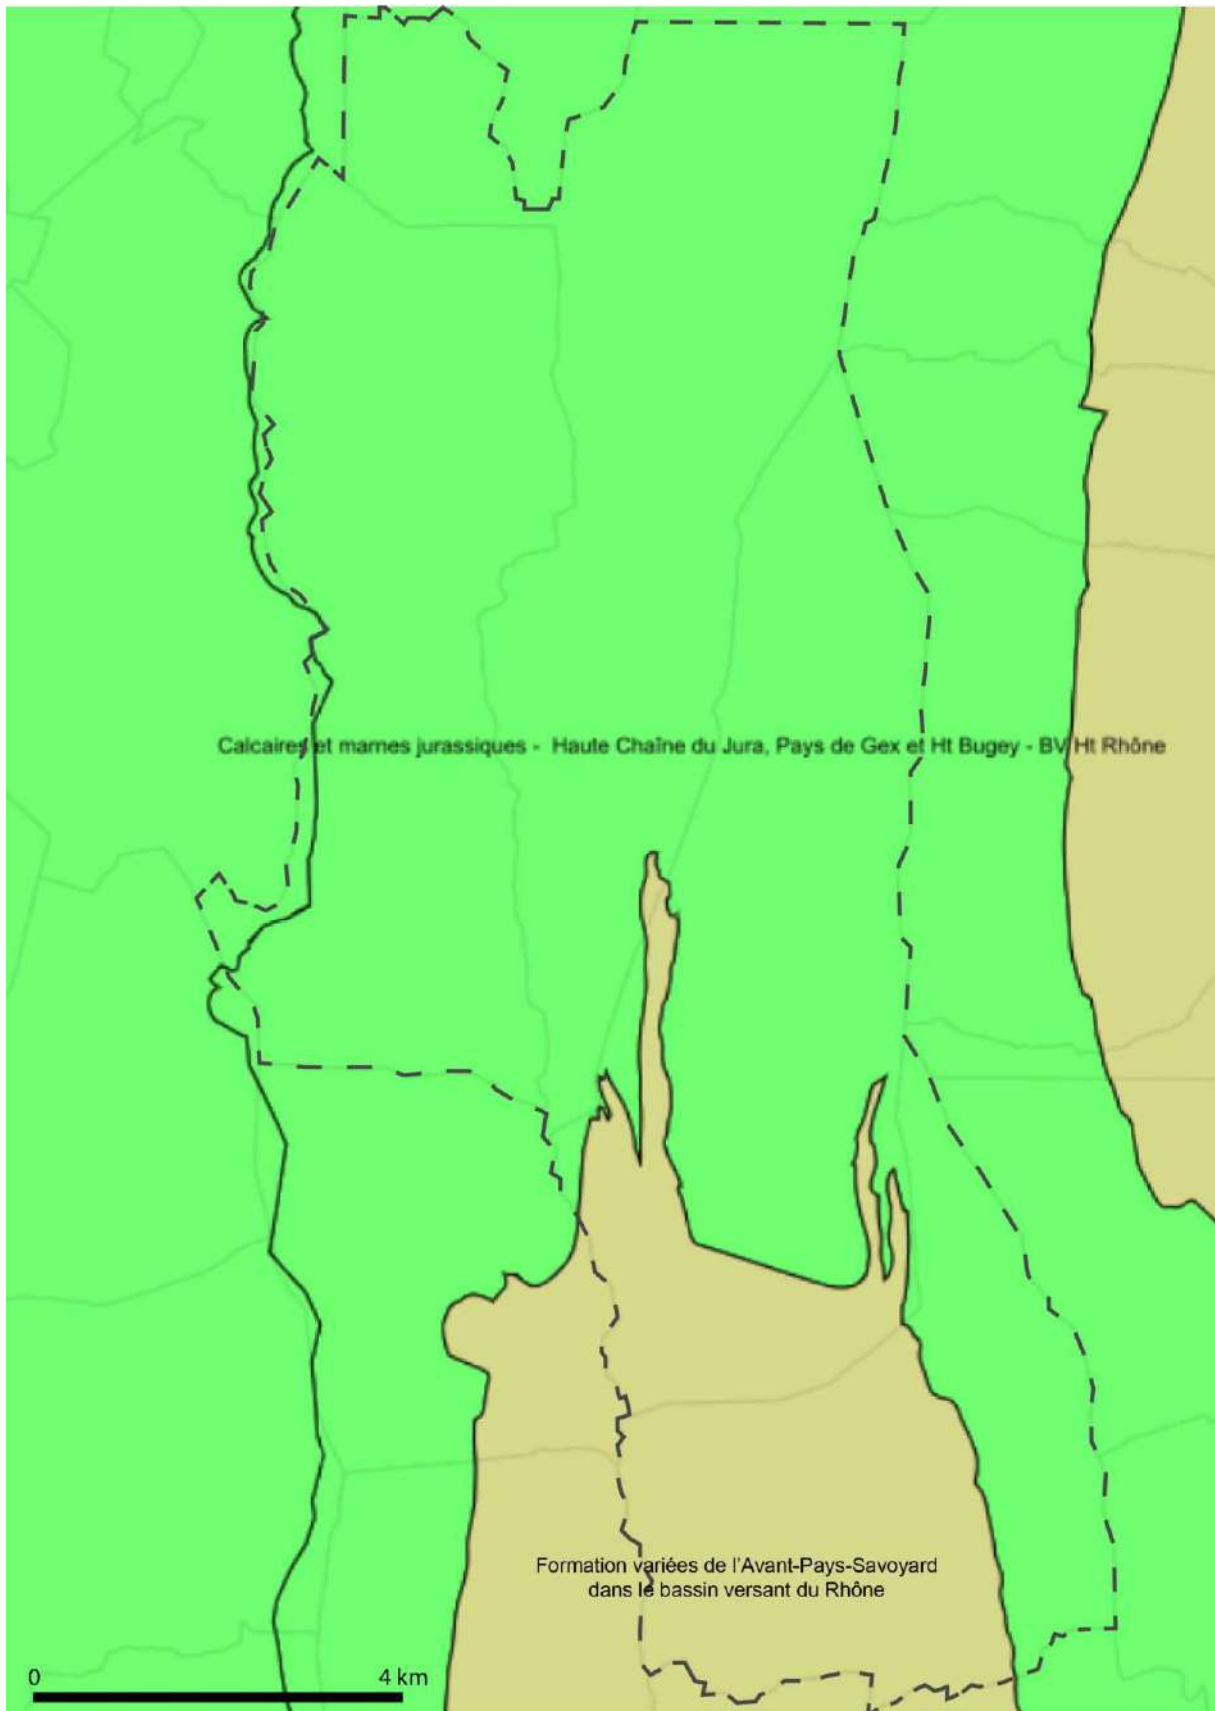 Calcaires et marnes jurassiques - Haute Chaîne du Jura, Pays de Gex et Ht Bugey - BV Ht Rhône
Formation variées de l'Avant-Pays-Savoyard
dans le bassin versant du Rhône
0 4 km